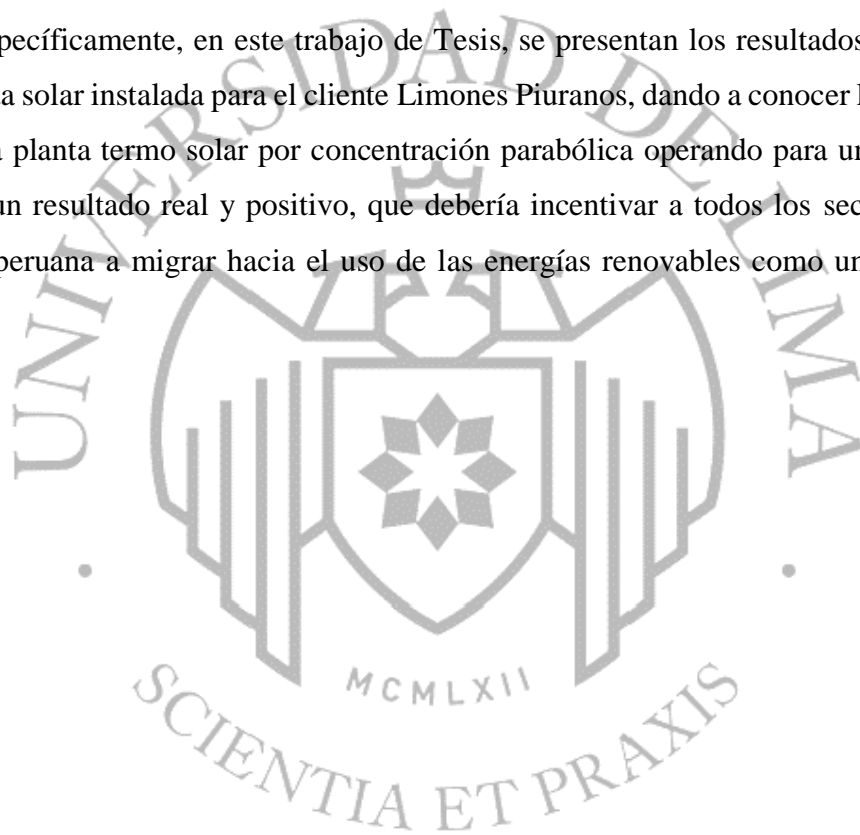 pecíficamente, en este trabajo de Tesis, se presentan los resultados
a solar instalada para el cliente Limones Piuranos, dando a conocer l
planta termo solar por concentración parabólica operando para un
un resultado real y positivo, que debería incentivar a todos los sec
peruana a migrar hacia el uso de las energías renovables como un
UNIVERSIDAD DE LIMA
MCMLXII
SCIENTIA ET PRAXIS